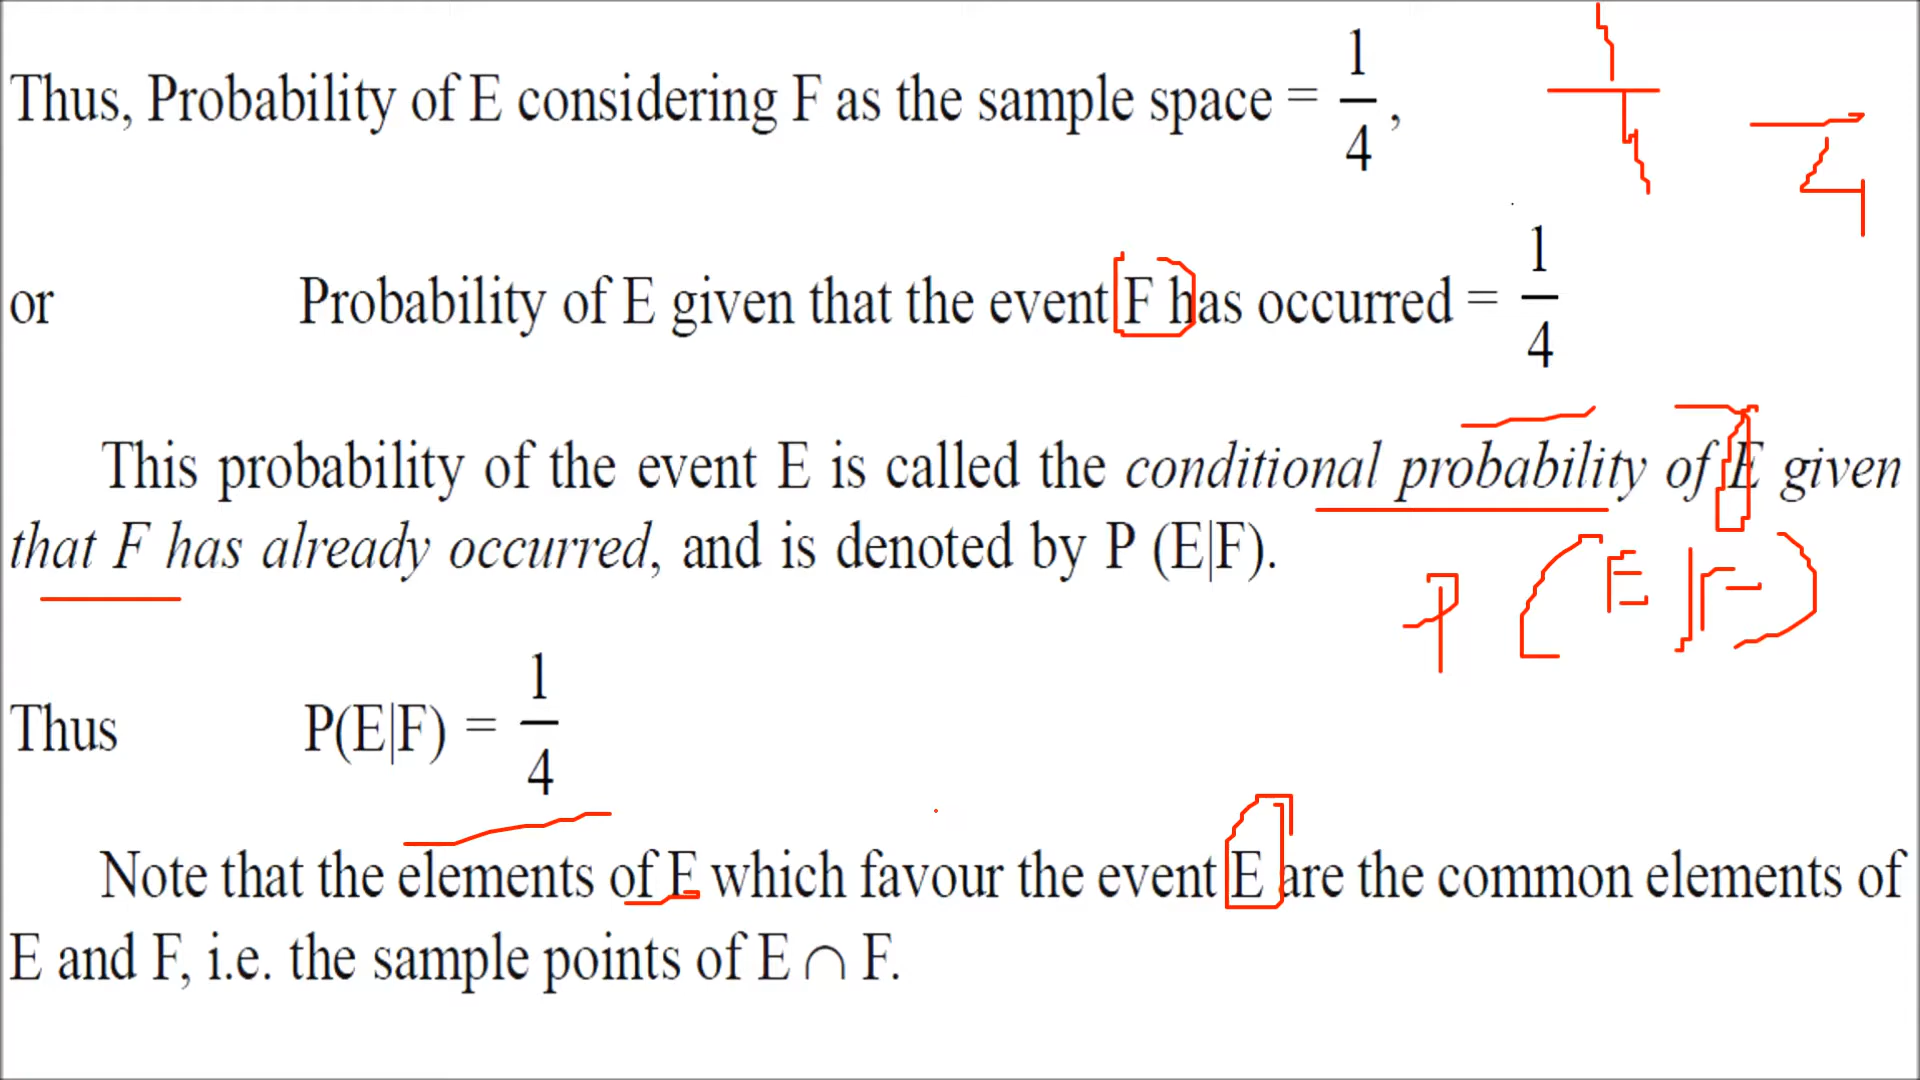 Thus, Probability of E considering F as the sample space = 1/4,
or Probability of E given that the event F has occurred = 1/4
This probability of the event E is called the conditional probability of E given
that F has already occurred, and is denoted by P (E|F).
P (E|F)
Thus P(E|F) = 1/4
Note that the elements of F which favour the event E are the common elements of
E and F, i.e. the sample points of E ∩ F.